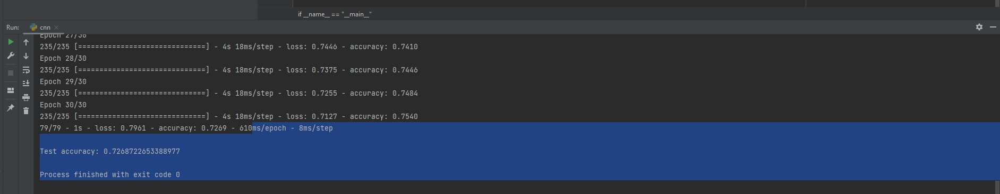 if __name__ == "__main__"
Run: cnn
Epoch 27/30
235/235 [==============================] - 4s 18ms/step - loss: 0.7446 - accuracy: 0.7410
Epoch 28/30
235/235 [==============================] - 4s 18ms/step - loss: 0.7375 - accuracy: 0.7446
Epoch 29/30
235/235 [==============================] - 4s 18ms/step - loss: 0.7255 - accuracy: 0.7484
Epoch 30/30
235/235 [==============================] - 4s 18ms/step - loss: 0.7127 - accuracy: 0.7540
79/79 - 1s - loss: 0.7961 - accuracy: 0.7269 - 610ms/epoch - 8ms/step
Test accuracy: 0.7268722653388977
Process finished with exit code 0